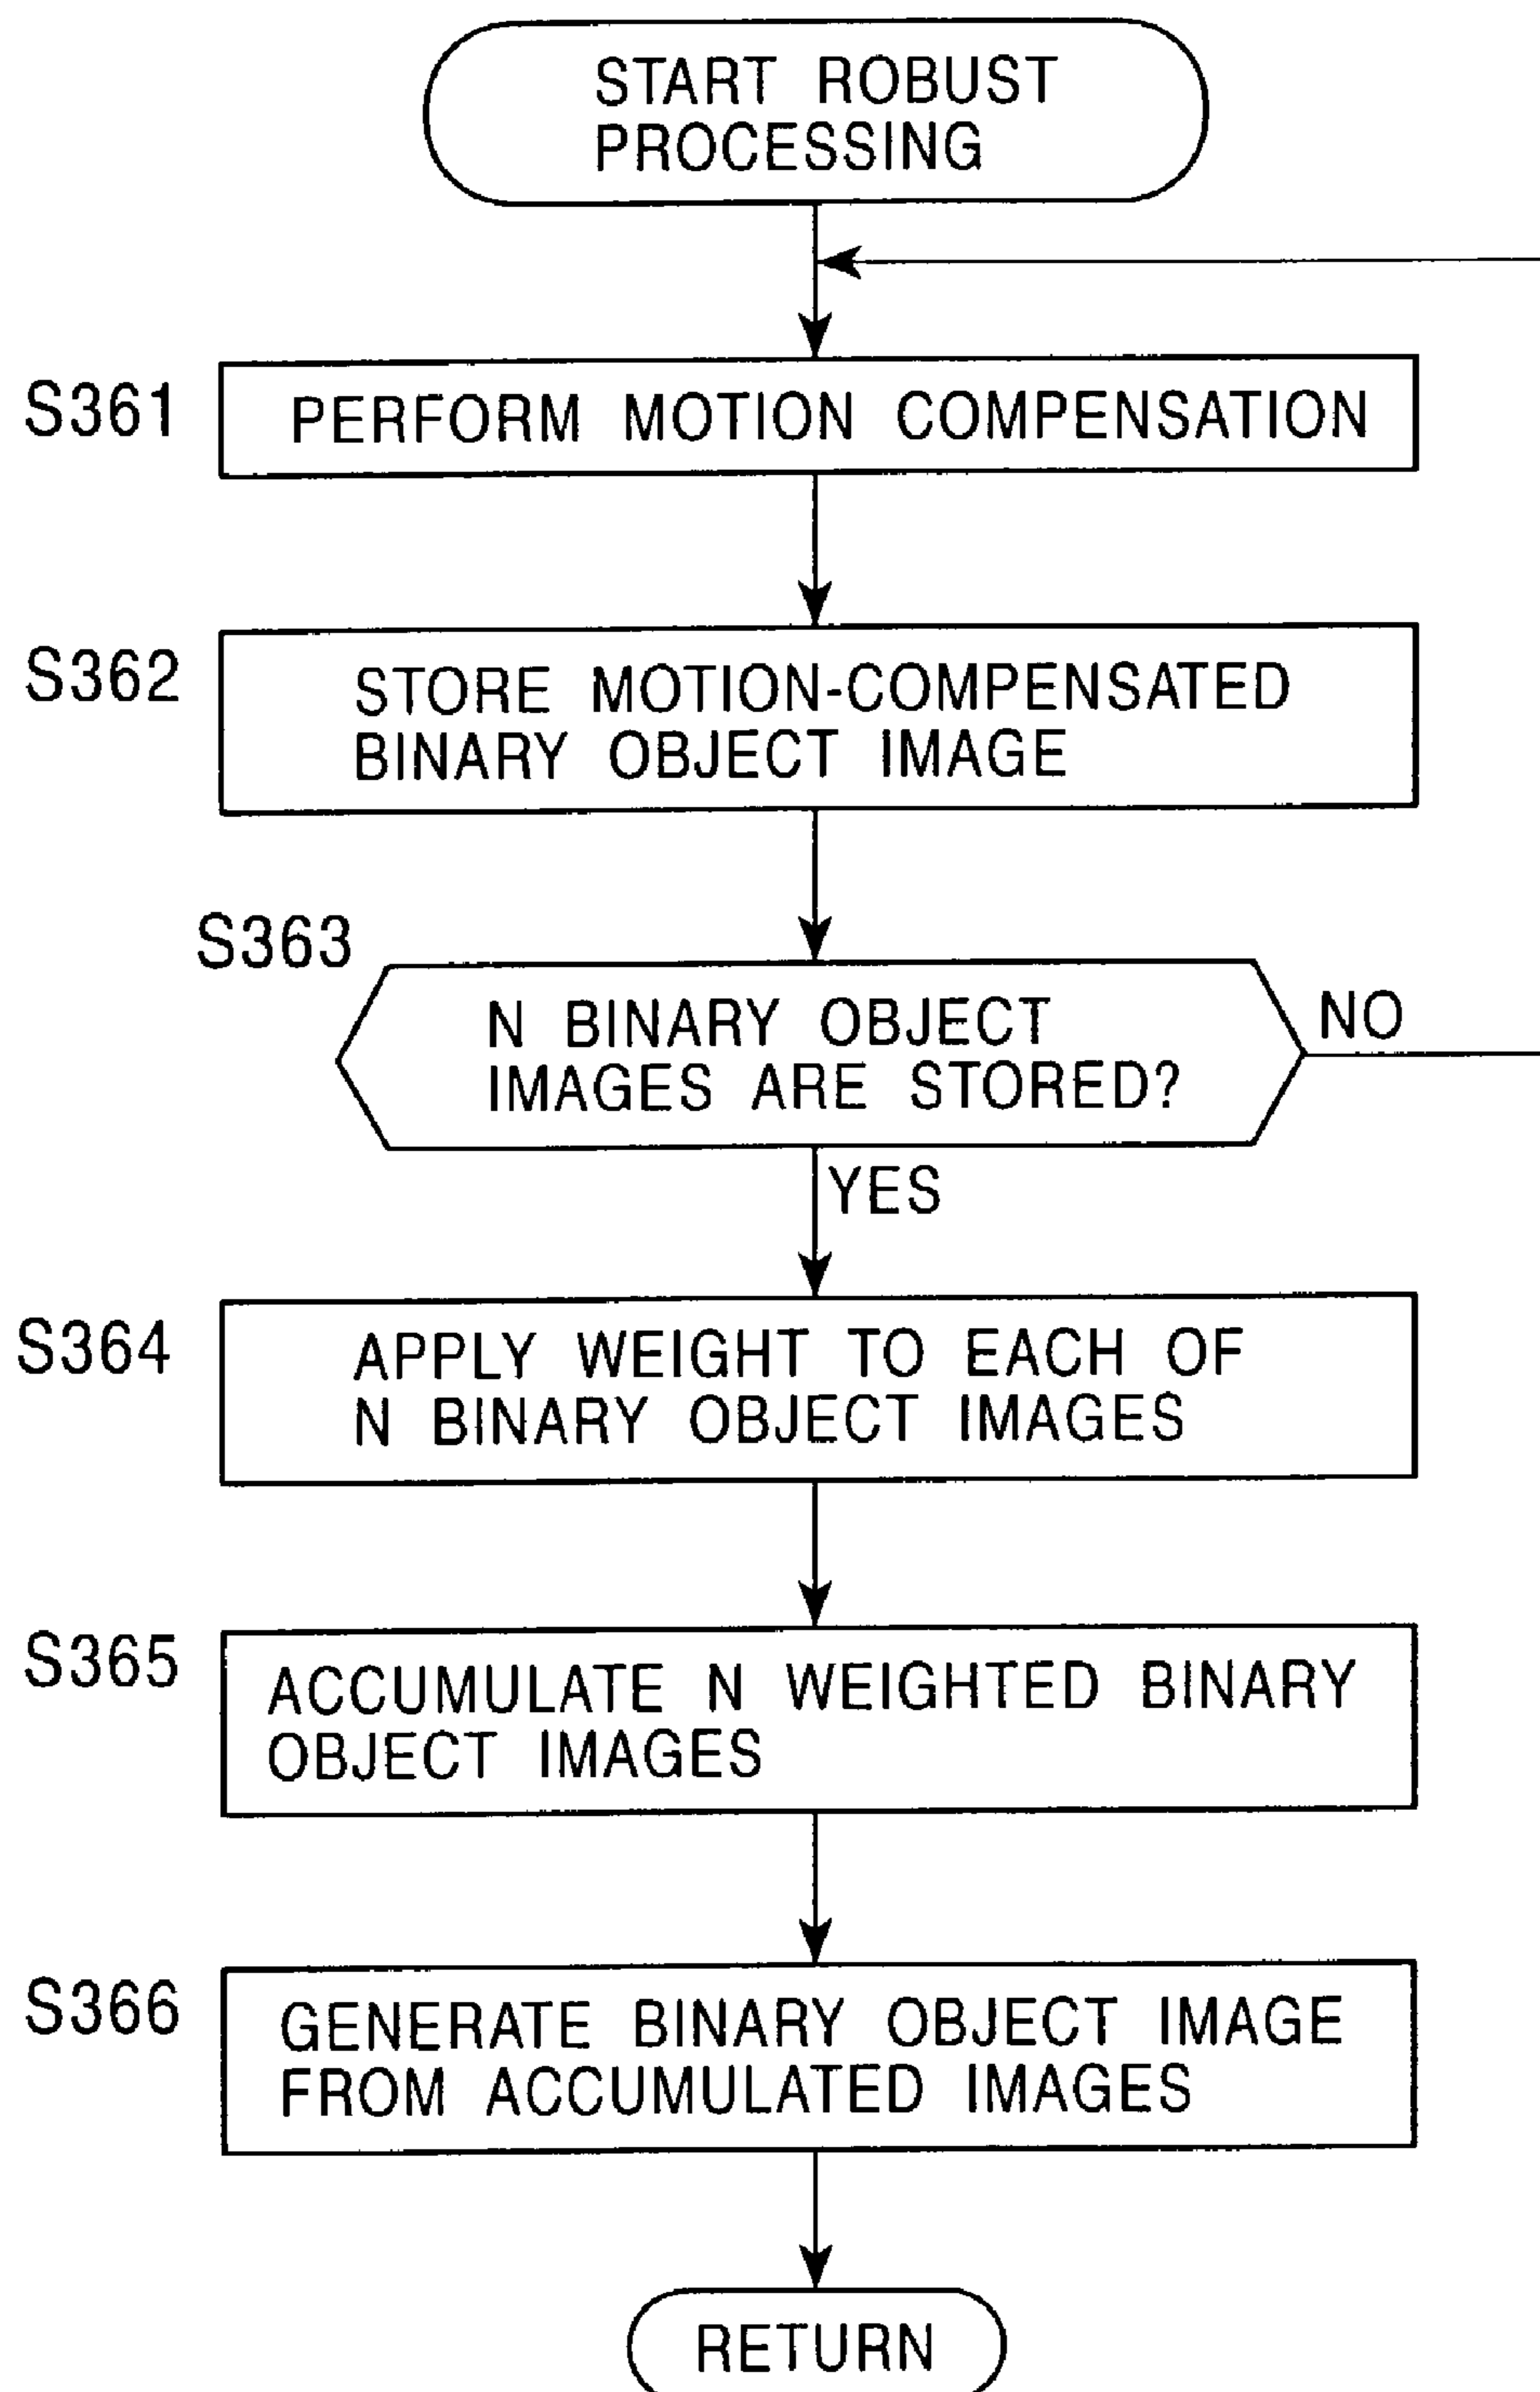 START ROBUST
PROCESSING
S361
PERFORM MOTION COMPENSATION
S362
STORE MOTION-COMPENSATED
BINARY OBJECT IMAGE
S363
N BINARY OBJECT
IMAGES ARE STORED?
NO
YES
S364
APPLY WEIGHT TO EACH OF
N BINARY OBJECT IMAGES
S365
ACCUMULATE N WEIGHTED BINARY
OBJECT IMAGES
S366
GENERATE BINARY OBJECT IMAGE
FROM ACCUMULATED IMAGES
RETURN